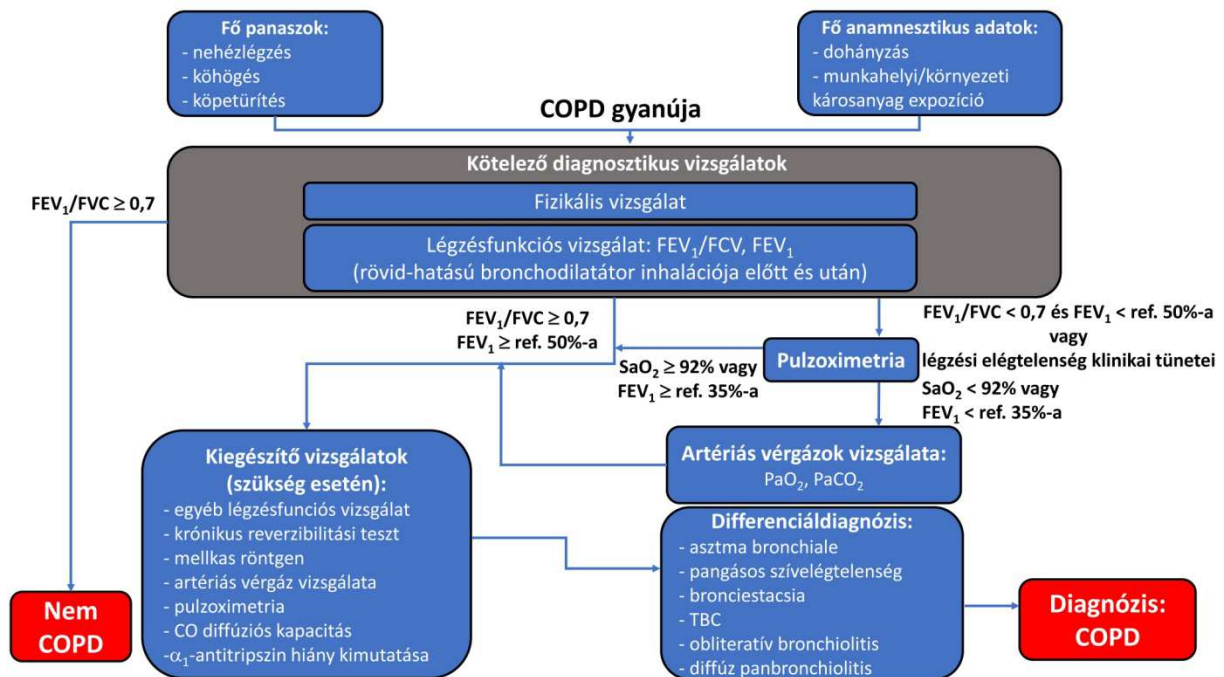 Fő panaszok:
- nehézlégzés
- köhögés
- köpetürítés
Fő anamnesztikus adatok:
- dohányzás
- munkahelyi/környezeti
károsanyag expozíció
COPD gyanúja
Kötelező diagnosztikus vizsgálatok
Fizikális vizsgálat
Légzésfunkciós vizsgálat: FEV₁/FCV, FEV₁
(rövid-hatású bronchodilatátor inhalációja előtt és után)
FEV₁/FVC ≥ 0,7
FEV₁/FVC ≥ 0,7
FEV₁ ≥ ref. 50%-a
FEV₁/FVC < 0,7 és FEV₁ < ref. 50%-a
vagy
légzési elégtelenség klinikai tünetei
Pulzoximetria
SaO₂ ≥ 92% vagy
FEV₁ ≥ ref. 35%-a
SaO₂ < 92% vagy
FEV₁ < ref. 35%-a
Artériás vérgázok vizsgálata:
PaO₂, PaCO₂
Kiegészítő vizsgálatok
(szükség esetén):
- egyéb légzésfunciós vizsgálat
- krónikus reverzibilitási teszt
- mellkas röntgen
- artériás vérgáz vizsgálata
- pulzoximetria
- CO diffúziós kapacitás
-α₁-antitripszin hiány kimutatása
Differenciáldiagnózis:
- asztma bronchiale
- pangásos szívelégtelenség
- bronciestacsia
- TBC
- obliteratív bronchiolitis
- diffúz panbronchiolitis
Nem
COPD
Diagnózis:
COPD